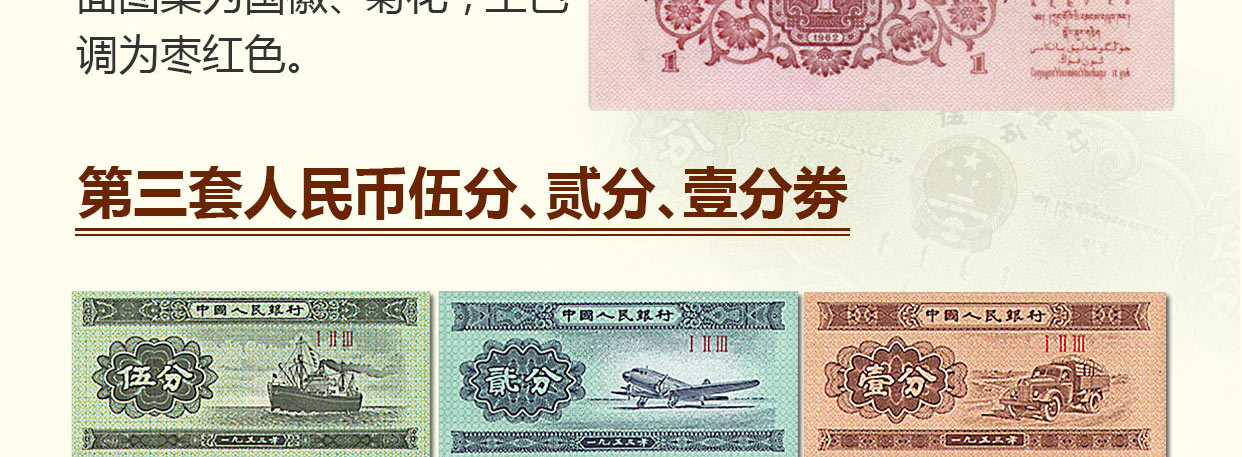 面图案为国徽、菊花，主色
调为枣红色。
1962
1 1
第三套人民币伍分、贰分、壹分券
中國人民銀行
I II III
伍分
一九五三年
中國人民銀行
I II III
貳分
一九五三年
中國人民銀行
I II III
壹分
一九五三年